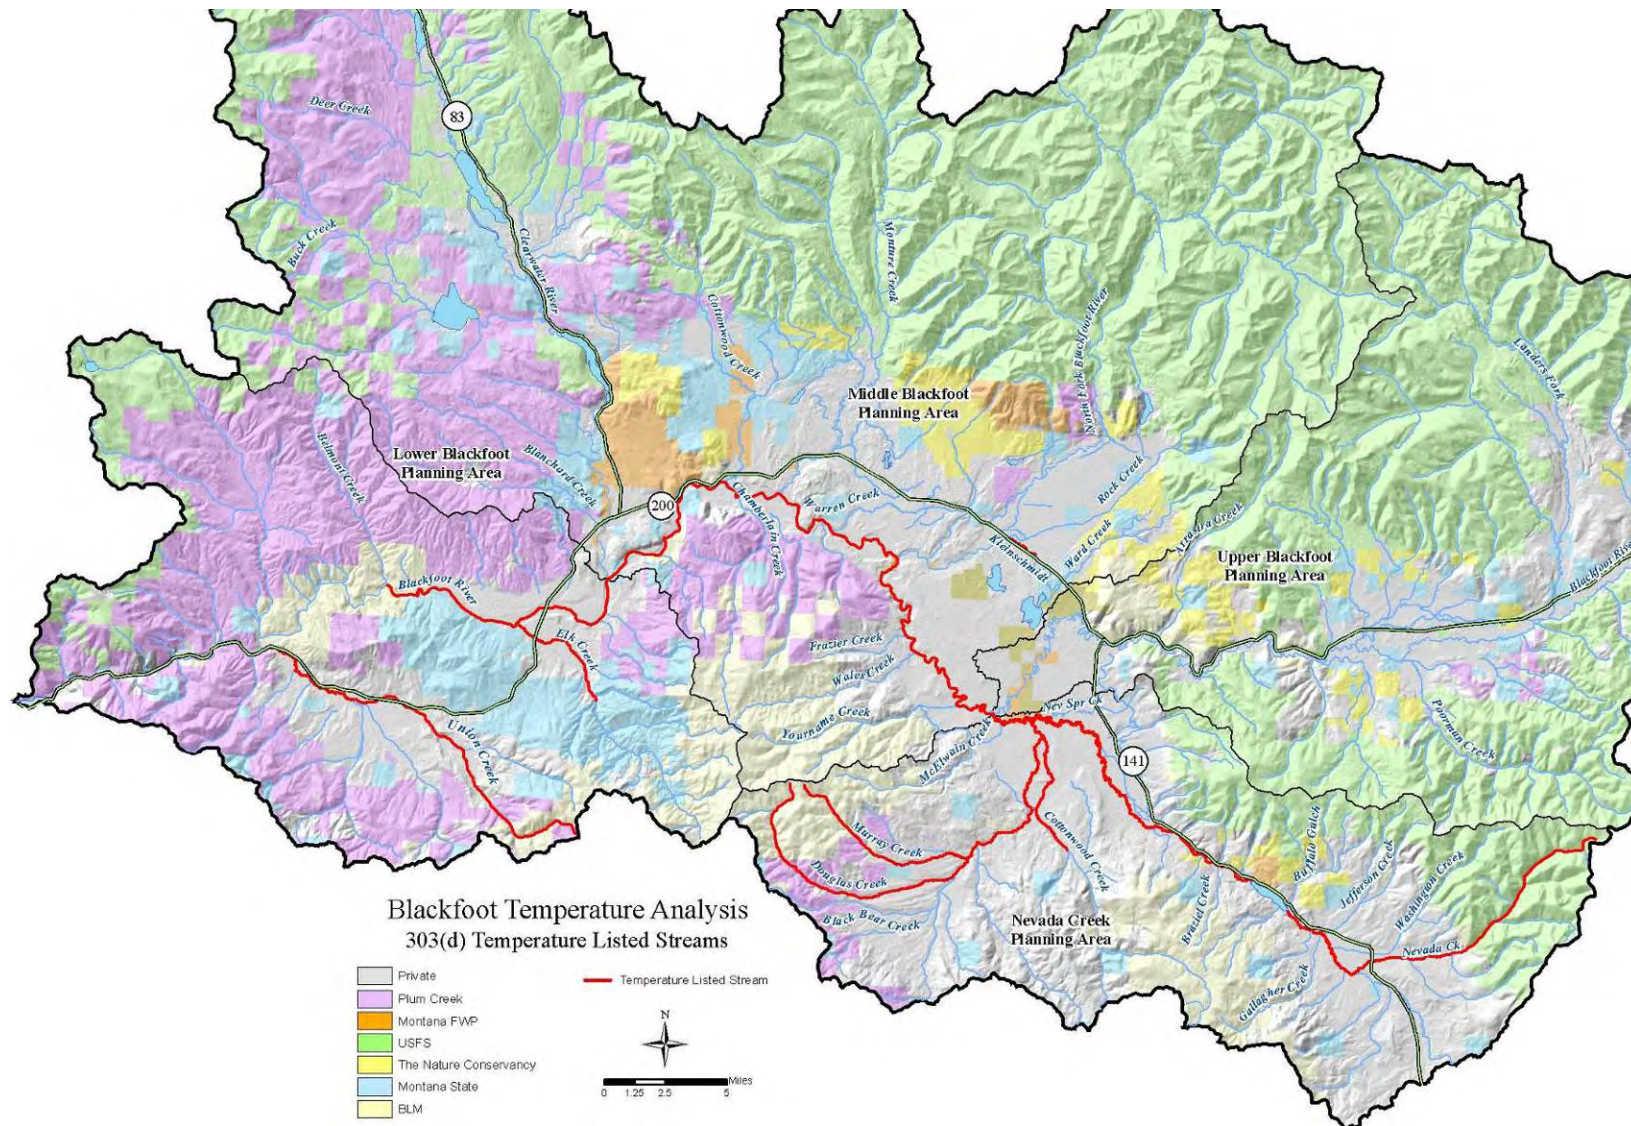 Deer Creek
83
Buck Creek
Clearwater River
Monture Creek
Cottonwood Creek
North Fork Blackfoot River
Landers Fork
Middle Blackfoot
Planning Area
Belmont Creek
Lower Blackfoot
Planning Area
Blanchard Creek
200
Chamberlain Creek
Warren Creek
Rock Creek
Kleinschmidt
Ward Creek
Arrastra Creek
Upper Blackfoot
Planning Area
Blackfoot Rive
Blackfoot River
Elk Creek
Frazier Creek
Wales Creek
Yourname Creek
McElwain Creek
Nev Spr Ck
Poorman Creek
Union Creek
141
Murray Creek
Douglas Creek
Cottonwood Creek
Buffalo Gulch
Jefferson Creek
Washington Creek
Black Bear Creek
Braziel Creek
Nevada Creek
Planning Area
Nevada Ck
Gallagher Creek
Blackfoot Temperature Analysis
303(d) Temperature Listed Streams
Private
Plum Creek
Montana FWP
USFS
The Nature Conservancy
Montana State
BLM
Temperature Listed Stream
N
Miles
0 1.25 2.5 5